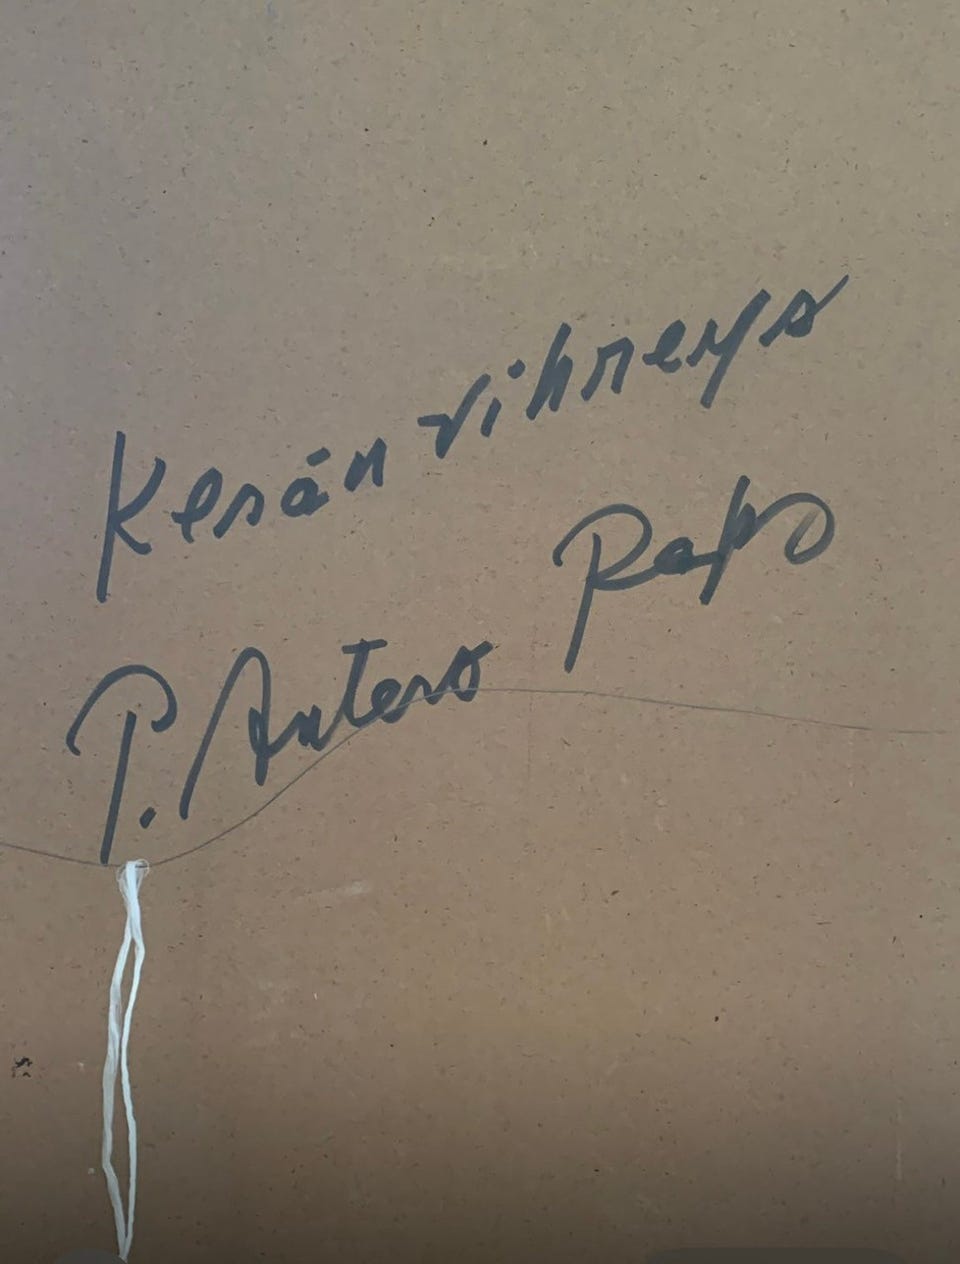 Kesän vihreys
P. Antero Rapo